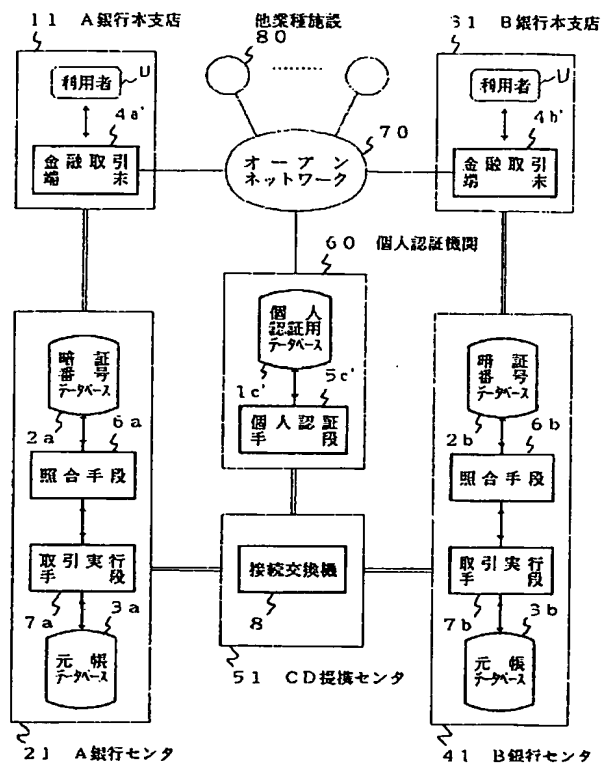 11 A銀行本支店
他業種施設
31 B銀行本支店
80
利用者
U
利用者
U
4a'
70
4b'
金融取引
端末
オープン
ネットワーク
金融取引
端末
60 個人認証機関
個人
認証用
データベース
暗証
番号
データベース
暗証
番号
データベース
1c'
5c'
2a
6a
個人認証
手段
2b
6b
照合手段
照合手段
取引実行
手段
接続交換機
取引実行
手段
7a
3a
8
7b
3b
元帳
データベース
51 CD提携センタ
元帳
データベース
21 A銀行センタ
41 B銀行センタ